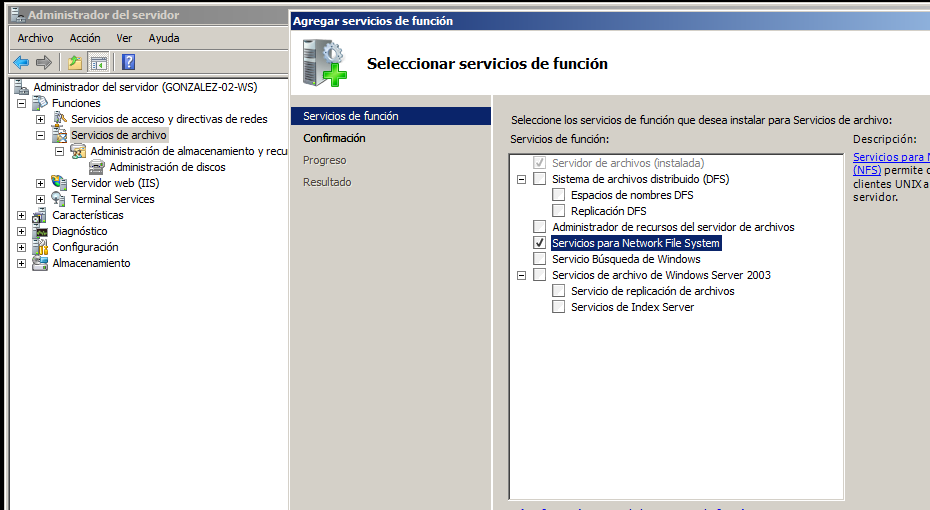 Administrador del servidor
Archivo Acción Ver Ayuda
Administrador del servidor (GONZALEZ-02-WS)
Funciones
Servicios de acceso y directivas de redes
Servicios de archivo
Administración de almacenamiento y recu
Administración de discos
Servidor web (IIS)
Terminal Services
Características
Diagnóstico
Configuración
Almacenamiento
Agregar servicios de función
Seleccionar servicios de función
Servicios de función
Confirmación
Progreso
Resultado
Seleccione los servicios de función que desea instalar para Servicios de archivo:
Servicios de función:
Servidor de archivos (instalada)
Sistema de archivos distribuido (DFS)
Espacios de nombres DFS
Replicación DFS
Administrador de recursos del servidor de archivos
Servicios para Network File System
Servicio Búsqueda de Windows
Servicios de archivo de Windows Server 2003
Servicio de replicación de archivos
Servicios de Index Server
Descripción:
Servicios para
(NFS) permite
clientes UNIX a
servidor.